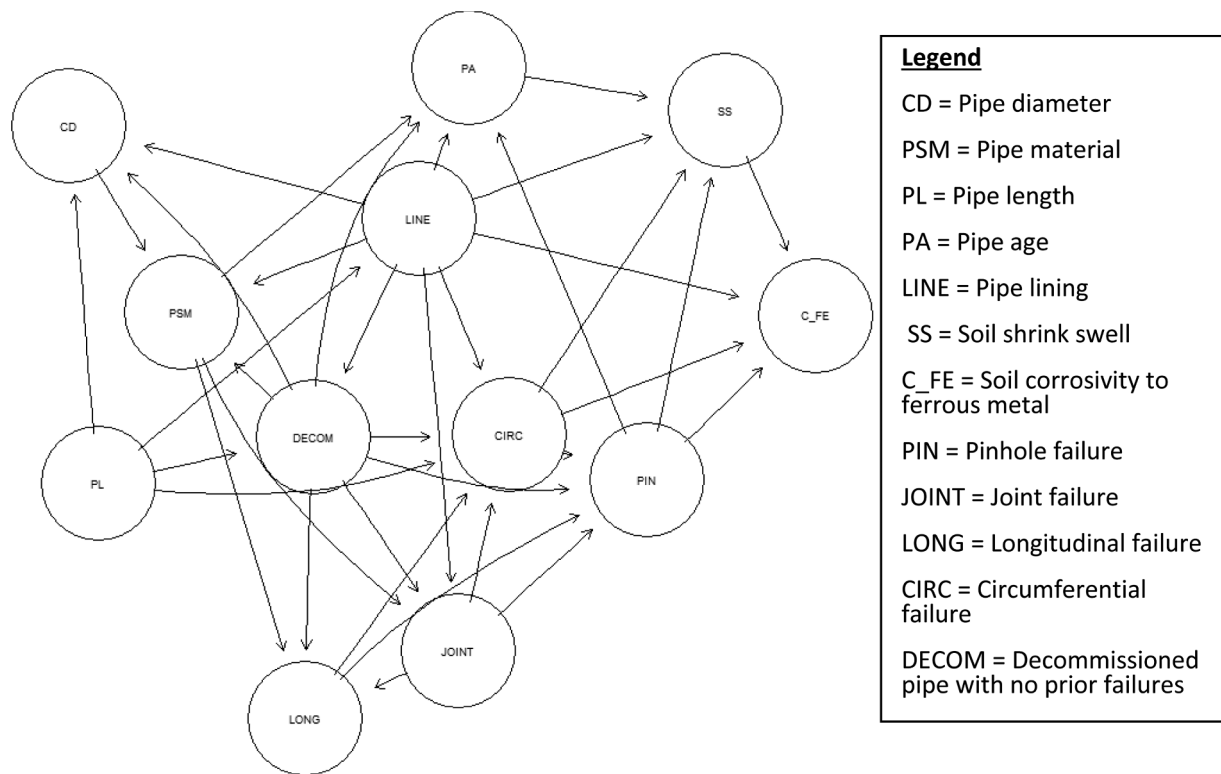 PA
SS
CD
LINE
PSM
C_FE
DECOM
CIRC
PIN
PL
JOINT
LONG
Legend
CD = Pipe diameter
PSM = Pipe material
PL = Pipe length
PA = Pipe age
LINE = Pipe lining
SS = Soil shrink swell
C_FE = Soil corrosivity to
ferrous metal
PIN = Pinhole failure
JOINT = Joint failure
LONG = Longitudinal failure
CIRC = Circumferential
failure
DECOM = Decommissioned
pipe with no prior failures